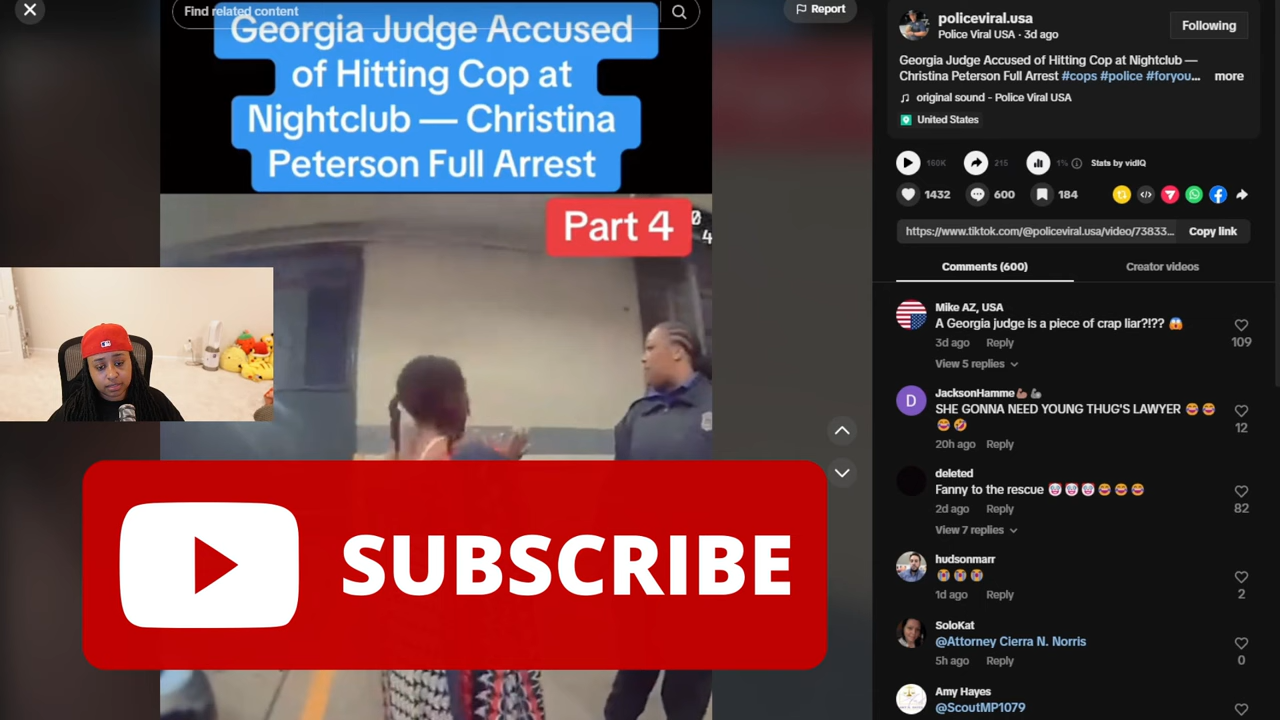 Find related content
Report
Georgia Judge Accused
of Hitting Cop at
Nightclub — Christina
Peterson Full Arrest
Part 4
SUBSCRIBE
policeviral.usa
Police Viral USA · 3d ago
Following
Georgia Judge Accused of Hitting Cop at Nightclub —
Christina Peterson Full Arrest #cops #police #foryou... more
original sound - Police Viral USA
United States
160K 215 1% Stats by vidIQ
1432 600 184
https://www.tiktok.com/@policeviral.usa/video/73833... Copy link
Comments (600) Creator videos
Mike AZ, USA
A Georgia judge is a piece of crap liar?!?? 😱
3d ago Reply
109
View 5 replies
D
JacksonHamme💪🏽🦾
SHE GONNA NEED YOUNG THUG'S LAWYER 😂😂
😂🤣
12
20h ago Reply
deleted
Fanny to the rescue 🤡🤡🤡😂😂😂
82
2d ago Reply
View 7 replies
hudsonmarr
😭😭😭
1d ago Reply
2
SoloKat
@Attorney Cierra N. Norris
5h ago Reply
0
Amy Hayes
@ScoutMP1079